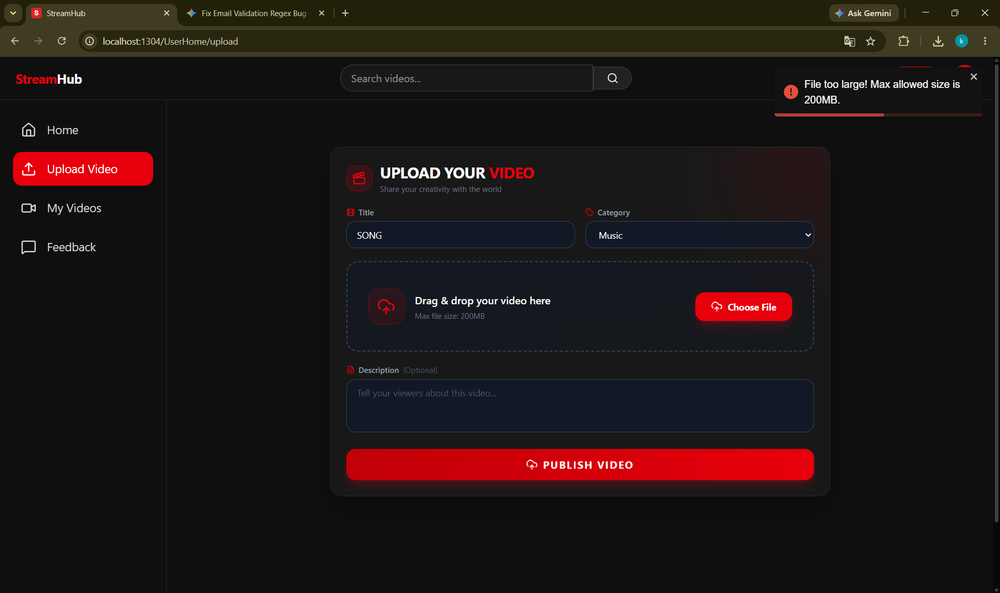 S StreamHub
Fix Email Validation Regex Bug
Ask Gemini
localhost:1304/UserHome/upload
k
StreamHub
Search videos...
File too large! Max allowed size is
200MB.
Home
Upload Video
My Videos
Feedback
UPLOAD YOUR VIDEO
Share your creativity with the world
Title
Category
SONG
Music
Drag & drop your video here
Max file size: 200MB
Choose File
Description (Optional)
Tell your viewers about this video...
PUBLISH VIDEO